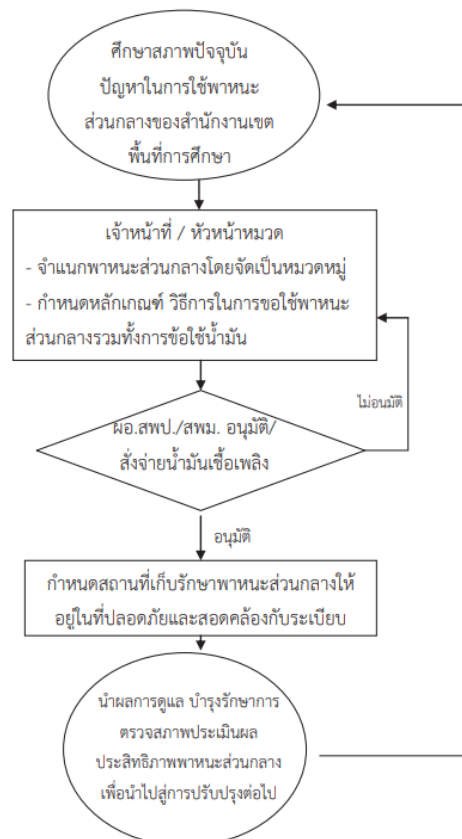 ศึกษาสภาพปัจจุบัน
ปัญหาในการใช้พาหนะ
ส่วนกลางของสำนักงานเขต
พื้นที่การศึกษา
เจ้าหน้าที่ / หัวหน้าหมวด
- จำแนกพาหนะส่วนกลางโดยจัดเป็นหมวดหมู่
- กำหนดหลักเกณฑ์ วิธีการในการขอใช้พาหนะ
ส่วนกลางรวมทั้งการข้อใช้น้ำมัน
ไม่อนุมัติ
ผอ.สพป./สพม. อนุมัติ/
สั่งจ่ายน้ำมันเชื้อเพลิง
อนุมัติ
กำหนดสถานที่เก็บรักษาพาหนะส่วนกลางให้
อยู่ในที่ปลอดภัยและสอดคล้องกับระเบียบ
นำผลการดูแล บำรุงรักษาการ
ตรวจสภาพประเมินผล
ประสิทธิภาพพาหนะส่วนกลาง
เพื่อนำไปสู่การปรับปรุงต่อไป